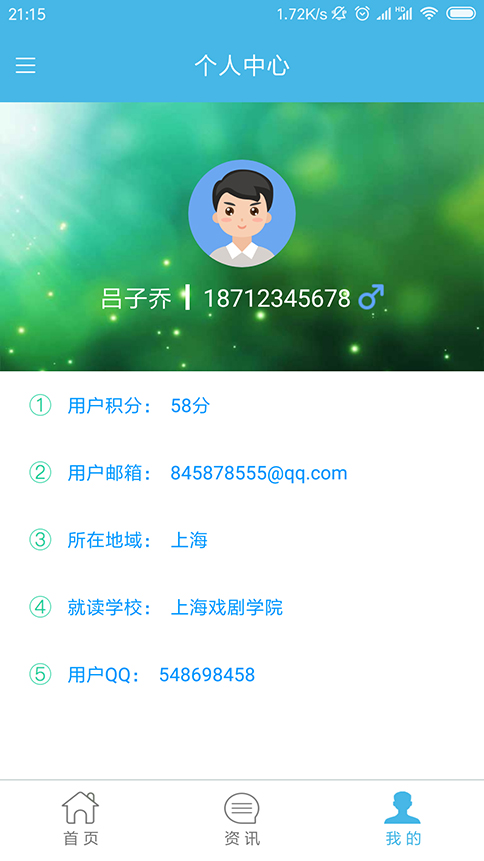 21:15 1.72K/s HD
个人中心
吕子乔 18712345678
① 用户积分： 58分
② 用户邮箱： 845878555@qq.com
③ 所在地域： 上海
④ 就读学校： 上海戏剧学院
⑤ 用户QQ： 548698458
首页 资讯 我的